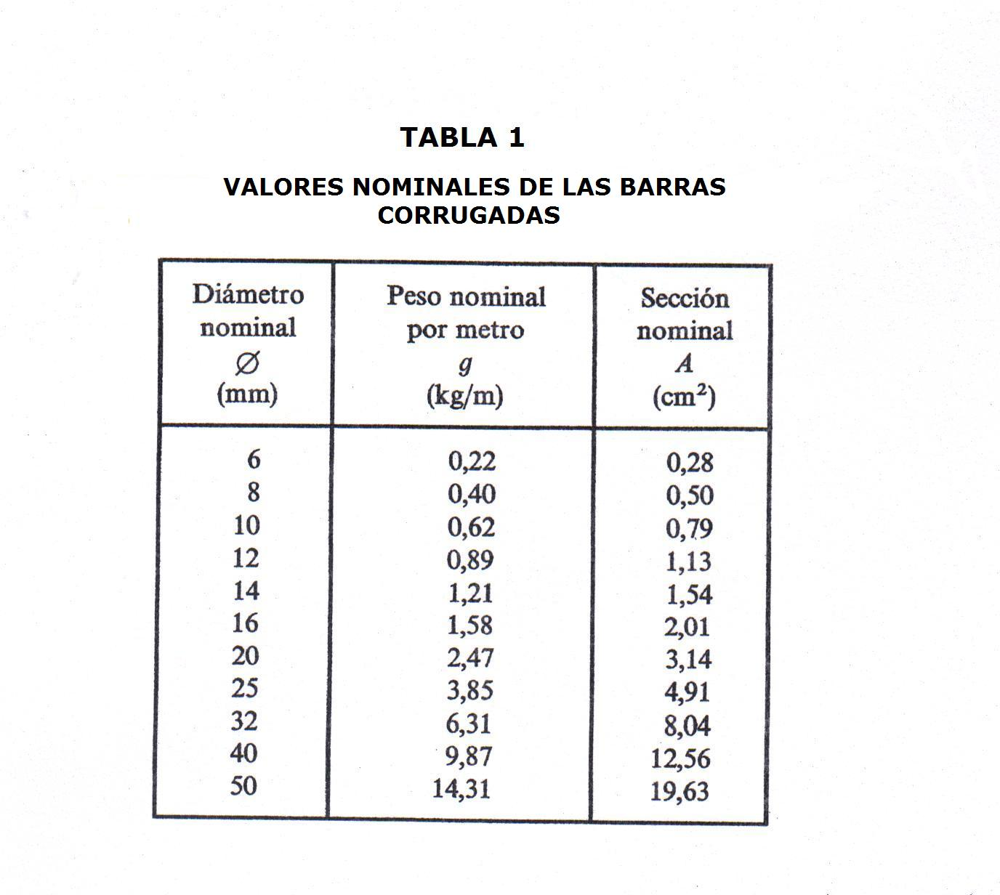 TABLA 1
VALORES NOMINALES DE LAS BARRAS
CORRUGADAS
Diámetro nominal Ø (mm) Peso nominal por metro g (kg/m) Sección nominal A (cm²)
6 0,22 0,28
8 0,40 0,50
10 0,62 0,79
12 0,89 1,13
14 1,21 1,54
16 1,58 2,01
20 2,47 3,14
25 3,85 4,91
32 6,31 8,04
40 9,87 12,56
50 14,31 19,63